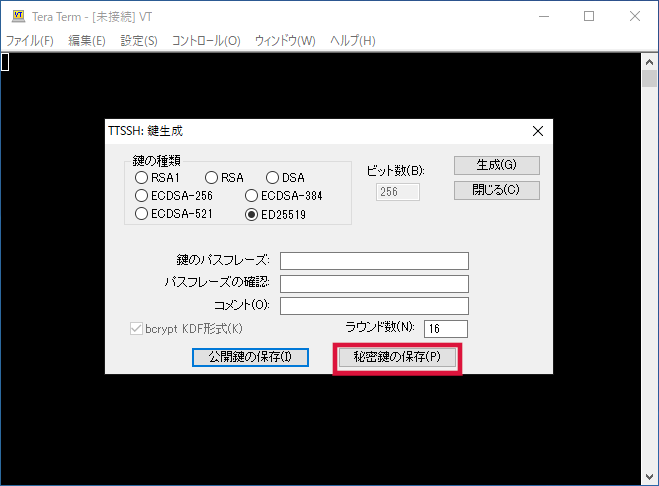 Tera Term - [未接続] VT
ファイル(F) 編集(E) 設定(S) コントロール(O) ウィンドウ(W) ヘルプ(H)
TTSSH: 鍵生成
鍵の種類
RSA1 RSA DSA
ECDSA-256 ECDSA-384
ECDSA-521 ED25519
ビット数(B):
256
生成(G)
閉じる(C)
鍵のパスフレーズ:
パスフレーズの確認:
コメント(O):
bcrypt KDF形式(K) ラウンド数(N): 16
公開鍵の保存(I) 秘密鍵の保存(P)